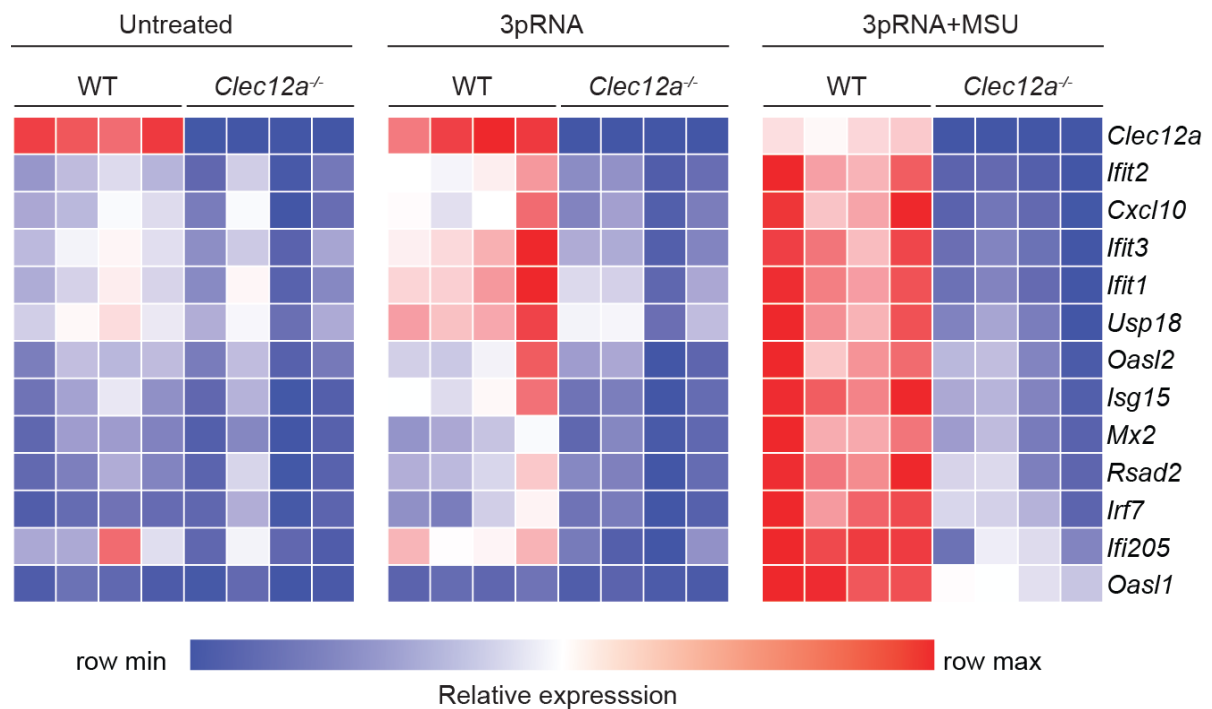 Untreated 3pRNA 3pRNA+MSU
WT Clec12a-/- WT Clec12a-/- WT Clec12a-/-
Clec12a
Ifit2
Cxcl10
Ifit3
Ifit1
Usp18
Oasl2
Isg15
Mx2
Rsad2
Irf7
Ifi205
Oasl1
row min row max
Relative expresssion